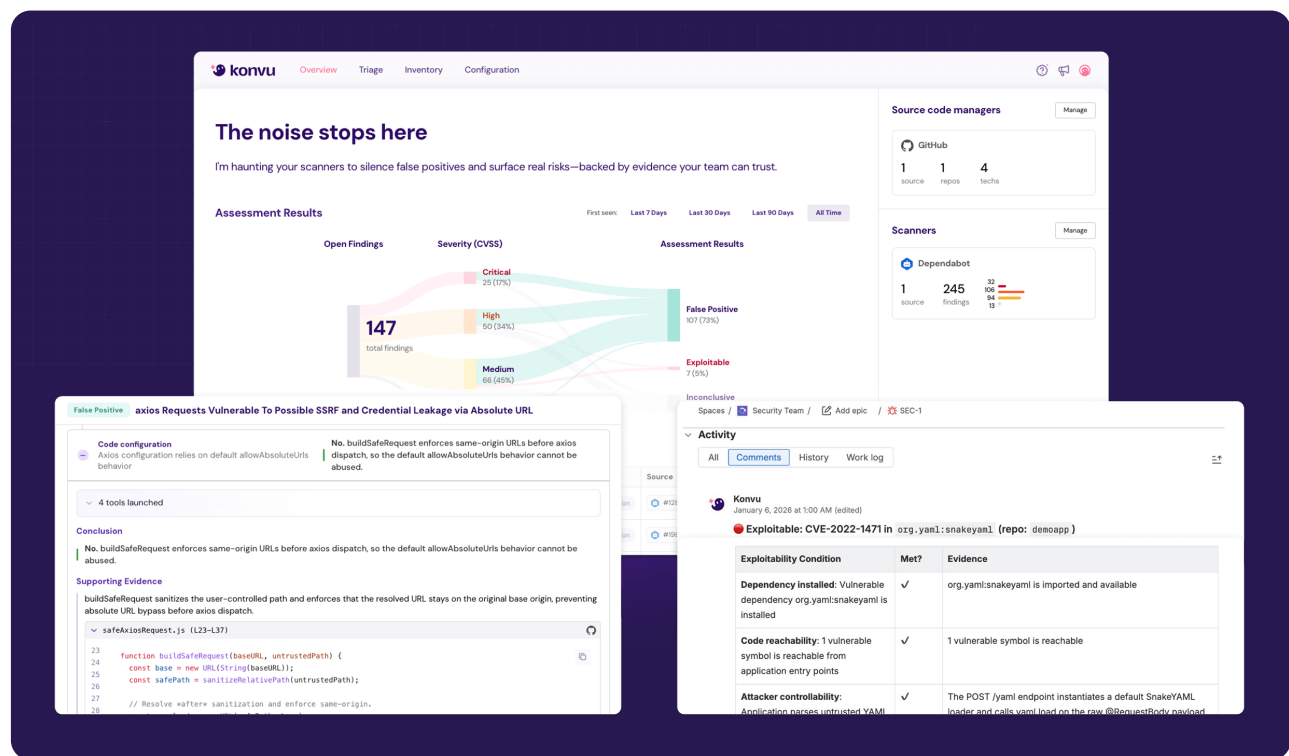 konvu Overview Triage Inventory Configuration
The noise stops here
I'm haunting your scanners to silence false positives and surface real risks—backed by evidence your team can trust.
Assessment Results
First seen: Last 7 Days Last 30 Days Last 90 Days All Time
Open Findings Severity (CVSS) Assessment Results
Critical
25 (17%)
High
50 (34%)
147
total findings
Medium
66 (45%)
False Positive
107 (73%)
Exploitable
7 (5%)
Inconclusive
Source code managers Manage
GitHub
1 1 4
source repos techs
Scanners Manage
Dependabot
1 245
source findings
32
106
94
13
Source
False Positive axios Requests Vulnerable To Possible SSRF and Credential Leakage via Absolute URL
Code configuration
Axios configuration relies on default allowAbsoluteUrls
behavior
No. buildSafeRequest enforces same-origin URLs before axios
dispatch, so the default allowAbsoluteUrls behavior cannot be
abused.
4 tools launched
Conclusion
No. buildSafeRequest enforces same-origin URLs before axios dispatch, so the default allowAbsoluteUrls behavior cannot be
abused.
Supporting Evidence
buildSafeRequest sanitizes the user-controlled path and enforces that the resolved URL stays on the original base origin, preventing
absolute URL bypass before axios dispatch.
safeAxiosRequest.js (L23–L37)
23 function buildSafeRequest(baseURL, untrustedPath) {
24 const base = new URL(String(baseURL));
25 const safePath = sanitizeRelativePath(untrustedPath);
26
27 // Resolve *after* sanitization and enforce same-origin.
28
Spaces / Security Team / Add epic / SEC-1
Activity
All Comments History Work log
Konvu
January 6, 2026 at 1:00 AM (edited)
Exploitable: CVE-2022-1471 in org.yaml:snakeyaml (repo: demoapp)
Exploitability Condition Met? Evidence
Dependency installed: Vulnerable
dependency org.yaml:snakeyaml is
installed
✓ org.yaml:snakeyaml is imported and available
Code reachability: 1 vulnerable
symbol is reachable from
application entry points
✓ 1 vulnerable symbol is reachable
Attacker controllability:
Application parses untrusted YAML
✓ The POST /yaml endpoint instantiates a default SnakeYAML
loader and calls yaml.load on the raw @RequestBody payload.